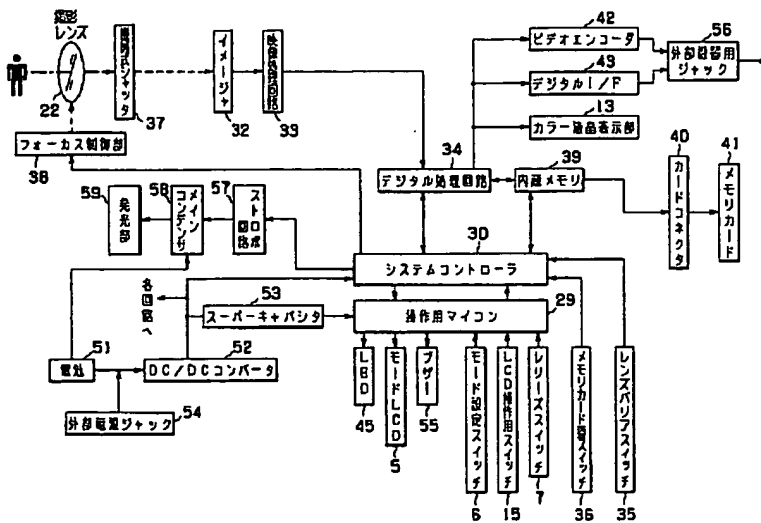 撮影
レンズ
22
フォーカス制御部
38
37
イメージャ
32
映像処理回路
33
ビデオエンコーダ
42
デジタルI/F
43
カラー液晶表示部
13
外部機器用
ジャック
56
デジタル処理回路
34
内蔵メモリ
39
カードコネクタ
40
メモリカード
41
発光部
59
メイン
コンデンサ
58
ストロボ
回路
57
システムコントローラ
30
操作用マイコン
29
各回路へ
スーパーキャパシタ
53
電池
51
DC/DCコンバータ
52
外部電源ジャック
54
LED
45
モードLCD
5
ブザー
55
モード設定スイッチ
6
LCD操作用スイッチ
15
レリーズスイッチ
7
36
レンズバリアスイッチ
35